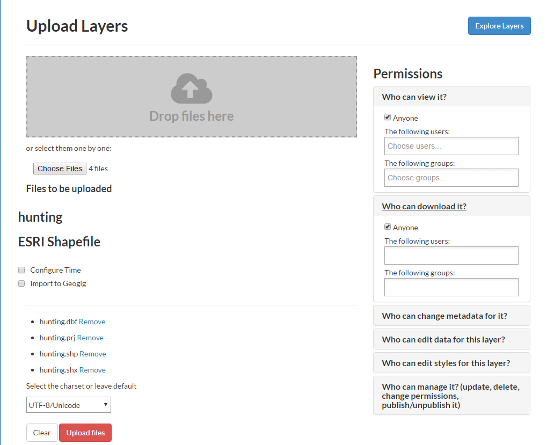 Upload Layers
Explore Layers
Drop files here
or select them one by one:
Choose Files 4 files
Files to be uploaded
hunting
ESRI Shapefile
Configure Time
Import to Geogig
hunting.dbf Remove
hunting.prj Remove
hunting.shp Remove
hunting.shx Remove
Select the charset or leave default
UTF-8/Unicode
Clear Upload files
Permissions
Who can view it?
Anyone
The following users:
Choose users...
The following groups:
Choose groups...
Who can download it?
Anyone
The following users:
The following groups:
Who can change metadata for it?
Who can edit data for this layer?
Who can edit styles for this layer?
Who can manage it? (update, delete,
change permissions,
publish/unpublish it)